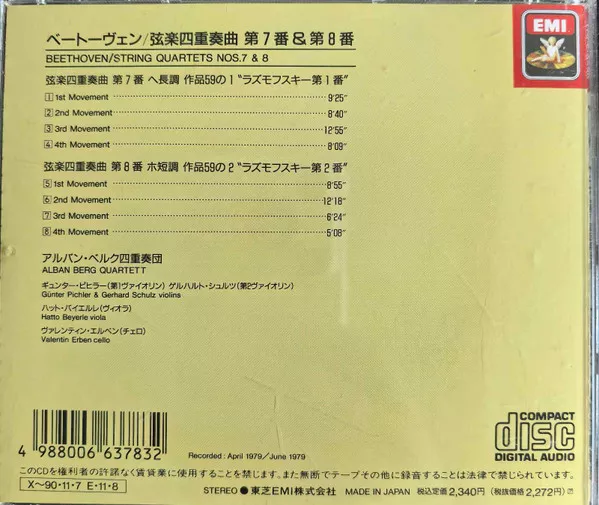 ベートーヴェン/弦楽四重奏曲 第7番&第8番
BEETHOVEN/STRING QUARTETS NOS.7 & 8
EMI
弦楽四重奏曲 第7番 ヘ長調 作品59の1 "ラズモフスキー第1番"
1 1st Movement 9′25″
2 2nd Movement 8′40″
3 3rd Movement 12′55″
4 4th Movement 8′09″
弦楽四重奏曲 第8番 ホ短調 作品59の2 "ラズモフスキー第2番"
5 1st Movement 8′55″
6 2nd Movement 12′18″
7 3rd Movement 6′24″
8 4th Movement 5′08″
アルバン・ベルク四重奏団
ALBAN BERG QUARTETT
ギュンター・ピヒラー(第1ヴァイオリン) ゲルハルト・シュルツ(第2ヴァイオリン)
Günter Pichler & Gerhard Schulz violins
ハット・バイエルレ(ヴィオラ)
Hatto Beyerle viola
ヴァレンティン・エルベン(チェロ)
Valentin Erben cello
4 988006 637832
Recorded : April 1979/June 1979
COMPACT
disc
DIGITAL AUDIO
このCDを権利者の許諾なく賃貸業に使用することを禁じます。また無断でテープその他に録音することは法律で禁じられています。
X〜90・11・7 E・11・8
STEREO ● 東芝EMI株式会社 MADE IN JAPAN 税込定価2,340円(税抜価格2,272円)